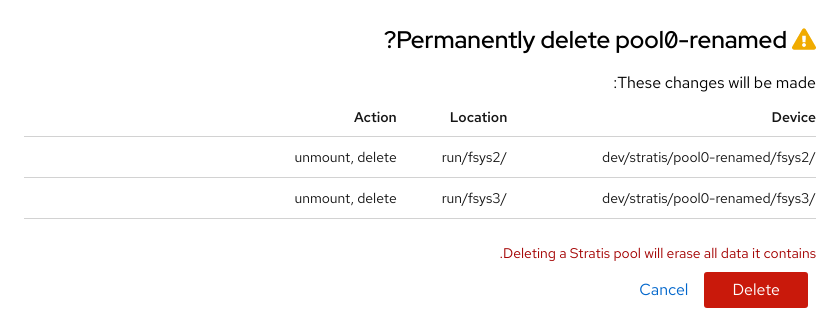 ?Permanently delete pool0-renamed
:These changes will be made
Action Location Device
unmount, delete run/fsys2/ dev/stratis/pool0-renamed/fsys2/
unmount, delete run/fsys3/ dev/stratis/pool0-renamed/fsys3/
.Deleting a Stratis pool will erase all data it contains
Cancel Delete